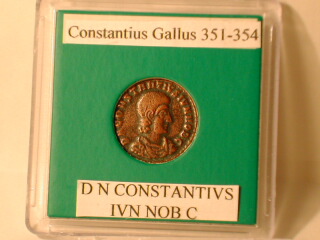 Constantius Gallus 351-354
D N CONSTANTIVS
IVN NOB C